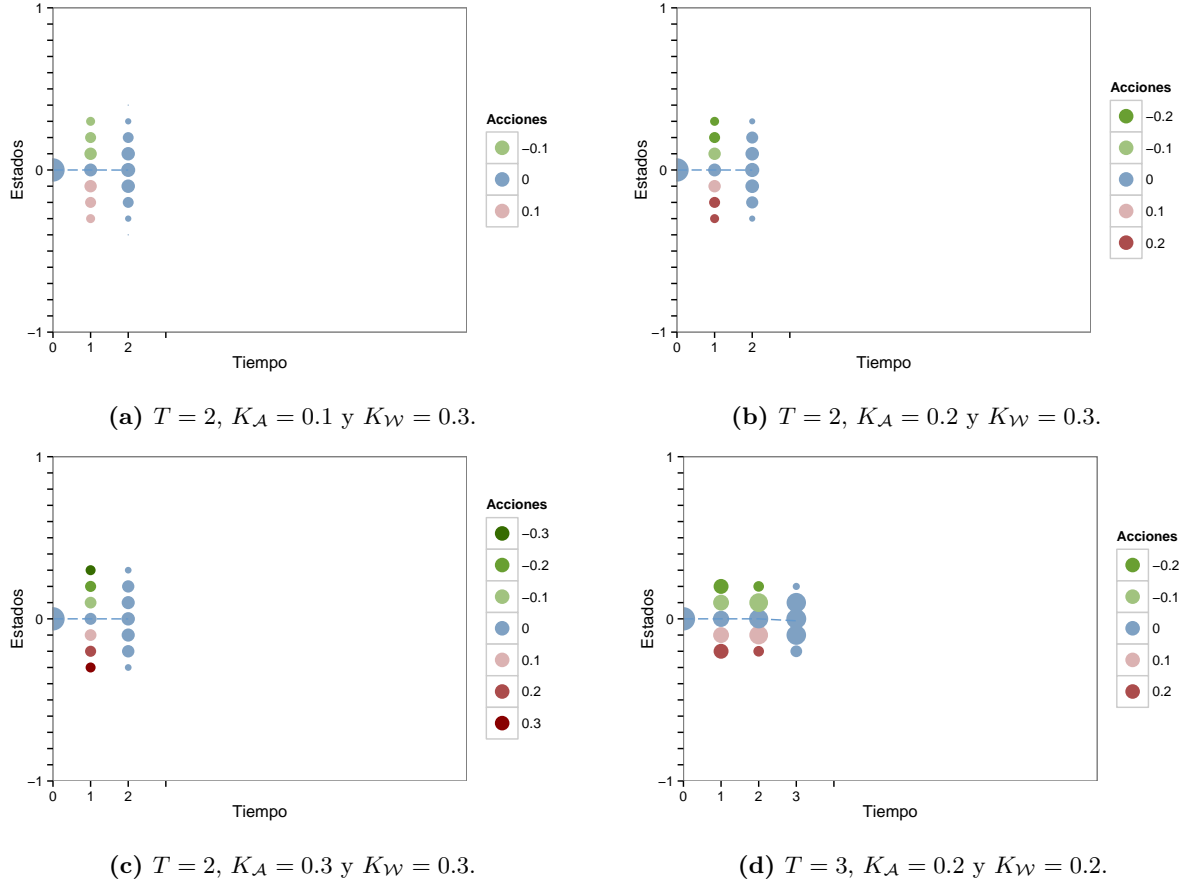 1
0
−1
Estados
0
1
2
Tiempo
Acciones
−0.1
0
0.1
(a) T = 2, K_A = 0.1 y K_W = 0.3.
1
0
−1
Estados
0
1
2
Tiempo
Acciones
−0.2
−0.1
0
0.1
0.2
(b) T = 2, K_A = 0.2 y K_W = 0.3.
1
0
−1
Estados
0
1
2
Tiempo
Acciones
−0.3
−0.2
−0.1
0
0.1
0.2
0.3
(c) T = 2, K_A = 0.3 y K_W = 0.3.
1
0
−1
Estados
0
1
2
3
Tiempo
Acciones
−0.2
−0.1
0
0.1
0.2
(d) T = 3, K_A = 0.2 y K_W = 0.2.